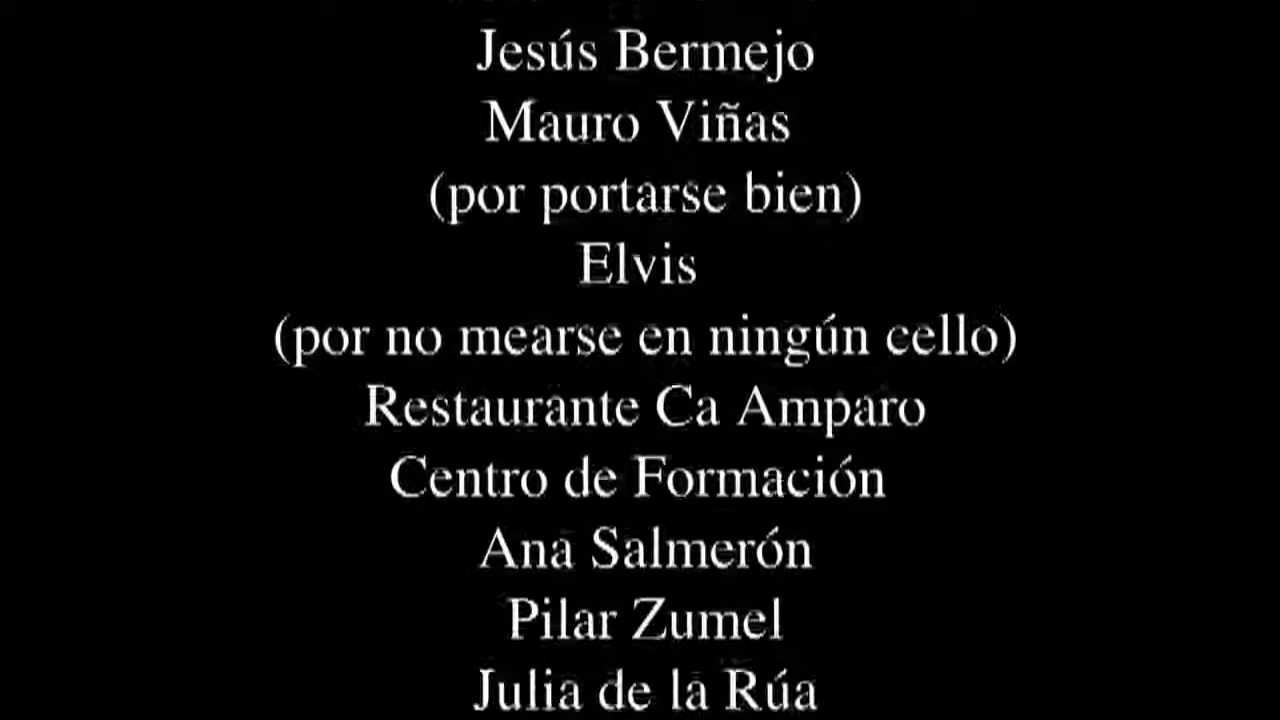 Jesús Bermejo
Mauro Viñas
(por portarse bien)
Elvis
(por no mearse en ningún cello)
Restaurante Ca Amparo
Centro de Formación
Ana Salmerón
Pilar Zumel
Julia de la Rúa